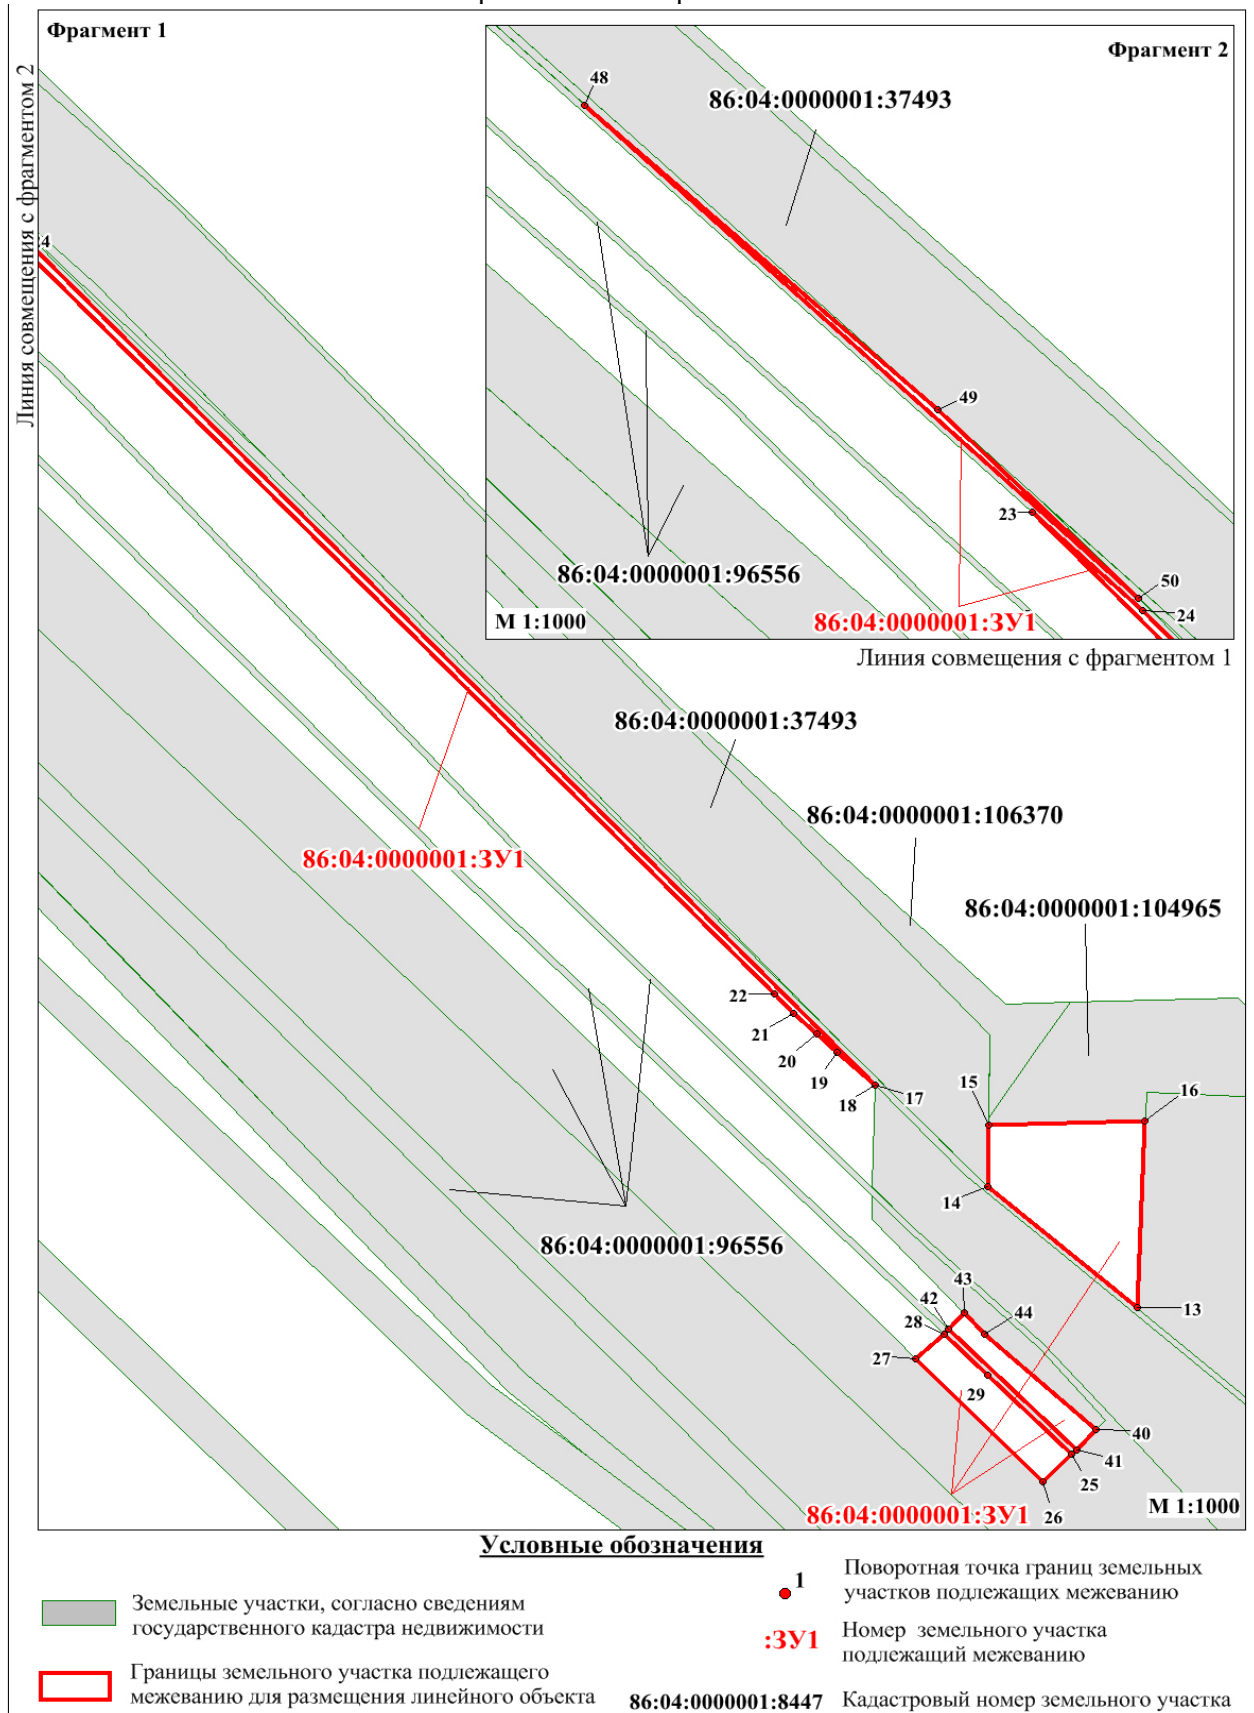 Фрагмент 1
Фрагмент 2
Линия совмещения с фрагментом 2
48
86:04:0000001:37493
4
49
23
50
24
86:04:0000001:96556
86:04:0000001:ЗУ1
М 1:1000
Линия совмещения с фрагментом 1
86:04:0000001:37493
86:04:0000001:106370
86:04:0000001:ЗУ1
86:04:0000001:104965
22
21
20
19
18
17
15
16
14
86:04:0000001:96556
43
42
44
28
13
27
29
40
41
25
26
86:04:0000001:ЗУ1
М 1:1000
Условные обозначения
Земельные участки, согласно сведениям
государственного кадастра недвижимости
Границы земельного участка подлежащего
межеванию для размещения линейного объекта
1
Поворотная точка границ земельных
участков подлежащих межеванию
:ЗУ1
Номер земельного участка
подлежащий межеванию
86:04:0000001:8447 Кадастровый номер земельного участка